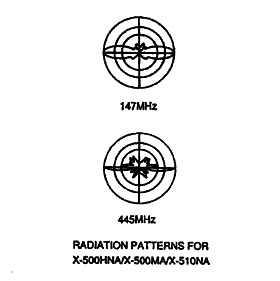 147MHz
445MHz
RADIATION PATTERNS FOR
X-500HNA/X-500MA/X-510NA